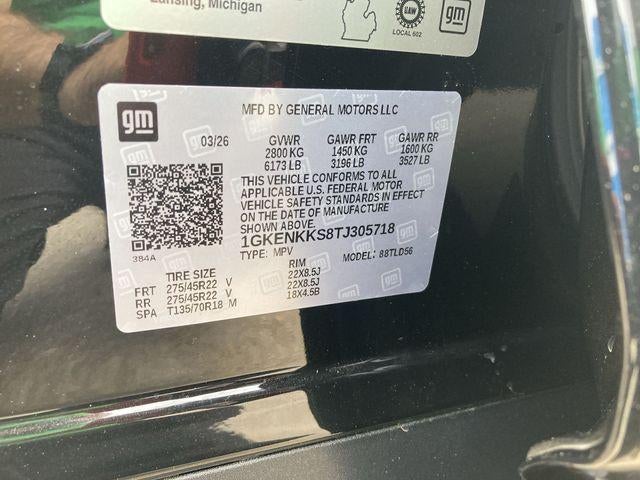 Lansing, Michigan
UAW
LOCAL 602
gm
gm
MFD BY GENERAL MOTORS LLC
03/26 GVWR GAWR FRT GAWR RR
2800 KG 1450 KG 1600 KG
6173 LB 3196 LB 3527 LB
THIS VEHICLE CONFORMS TO ALL
APPLICABLE U.S. FEDERAL MOTOR
VEHICLE SAFETY STANDARDS IN EFFECT
ON THE DATE OF MANUFACTURE
SHOWN ABOVE.
1GKENKKS8TJ305718
TYPE: MPV MODEL: 88TLD56
384A
TIRE SIZE RIM
FRT 275/45R22 V 22X8.5J
RR 275/45R22 V 22X8.5J
SPA T135/70R18 M 18X4.5B